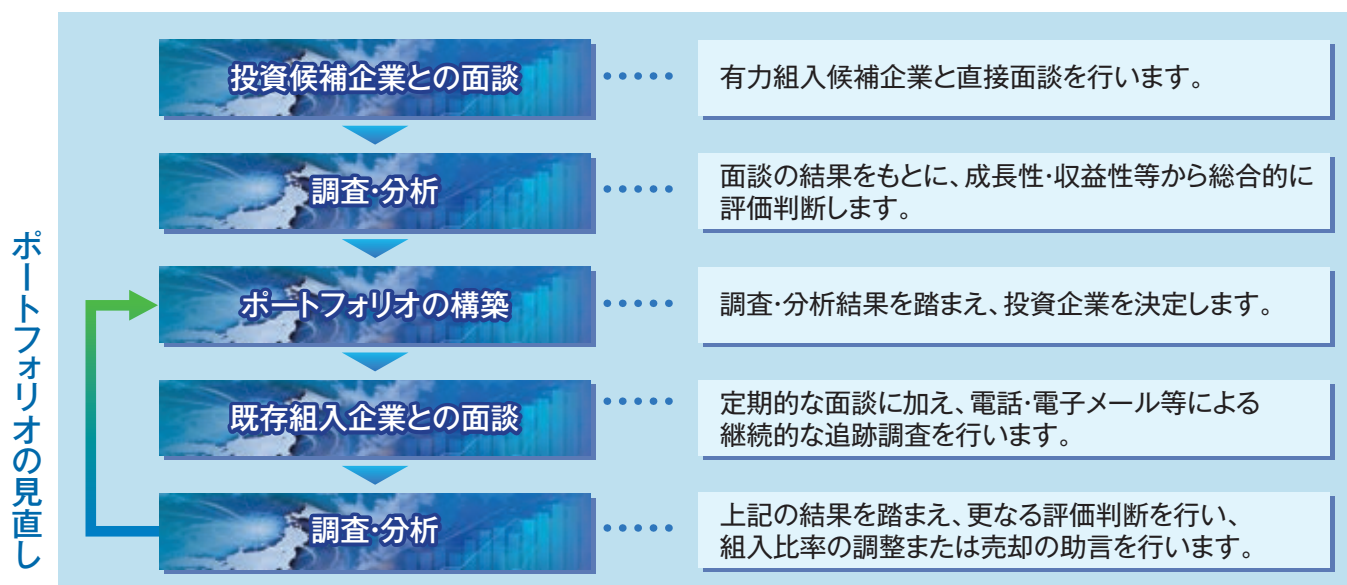 投資候補企業との面談
有力組入候補企業と直接面談を行います。
調査・分析
面談の結果をもとに、成長性・収益性等から総合的に
評価判断します。
ポートフォリオの構築
調査・分析結果を踏まえ、投資企業を決定します。
既存組入企業との面談
定期的な面談に加え、電話・電子メール等による
継続的な追跡調査を行います。
調査・分析
上記の結果を踏まえ、更なる評価判断を行い、
組入比率の調整または売却の助言を行います。
ポートフォリオの見直し